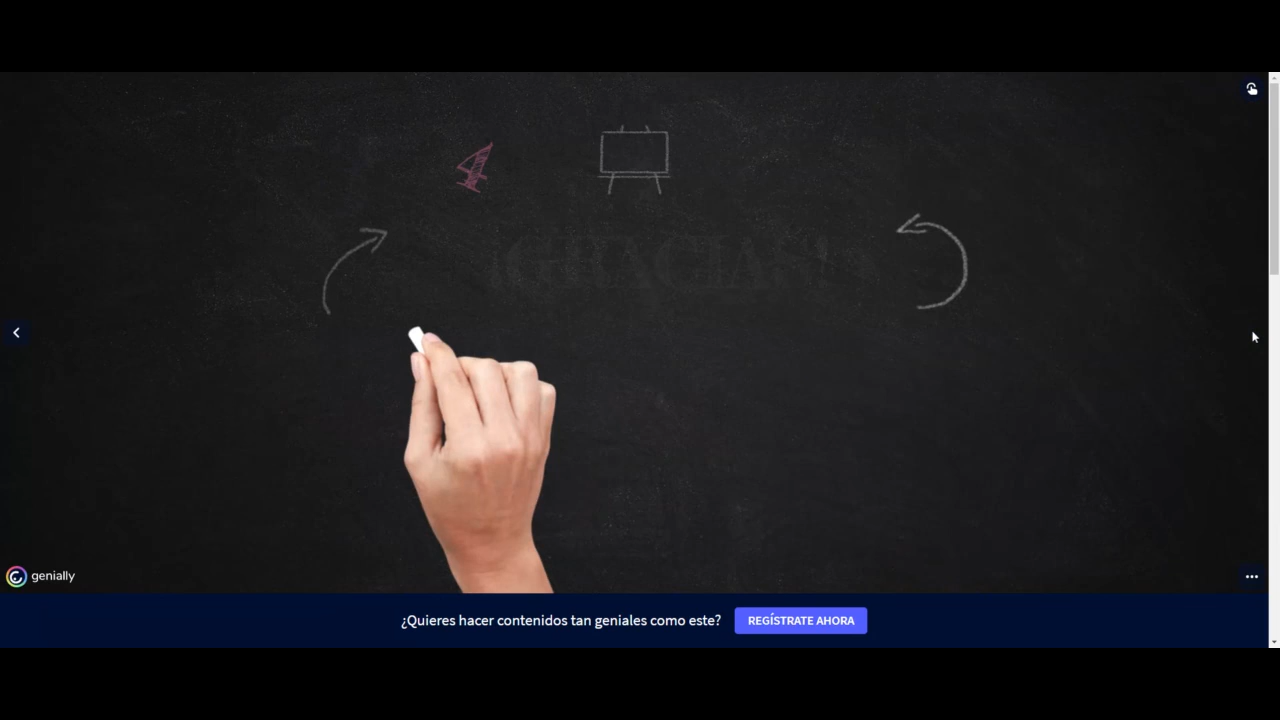 ¡GRACIAS!
genially
¿Quieres hacer contenidos tan geniales como este?
REGÍSTRATE AHORA